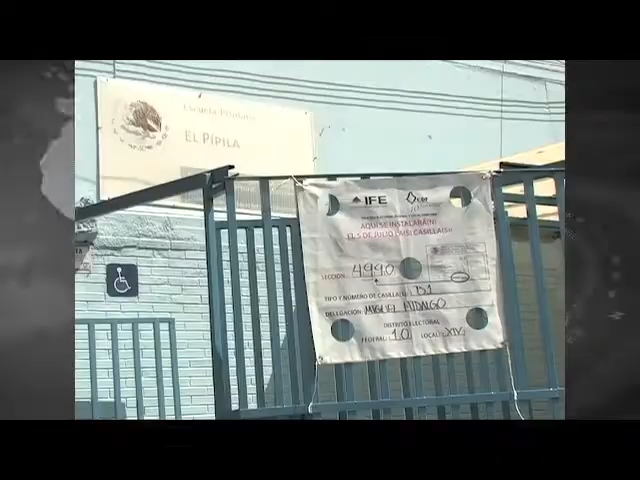 Escuela Primaria
EL PÍPILA
IFE
AQUÍ SE INSTALARÁ(N)
EL 5 DE JULIO LA(S) CASILLA(S):
SECCIÓN: 4990
TIPO Y NÚMERO DE CASILLA(S): B1
DELEGACIÓN: MIGUEL HIDALGO
DISTRITO ELECTORAL
FEDERAL: 10 LOCAL: XIV